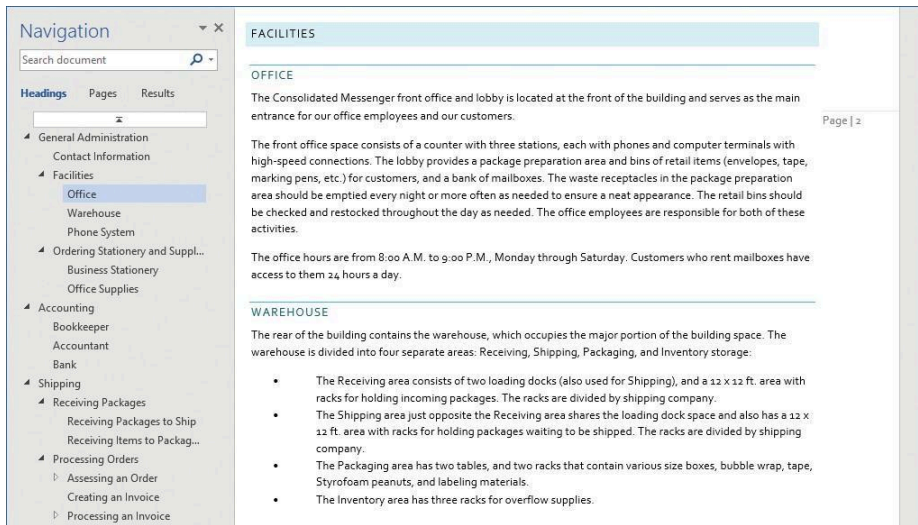 Navigation
Search document
Headings Pages Results
General Administration
Contact Information
Facilities
Office
Warehouse
Phone System
Ordering Stationery and Suppl...
Business Stationery
Office Supplies
Accounting
Bookkeeper
Accountant
Bank
Shipping
Receiving Packages
Receiving Packages to Ship
Receiving Items to Packag...
Processing Orders
Assessing an Order
Creating an Invoice
Processing an Invoice
FACILITIES
OFFICE
The Consolidated Messenger front office and lobby is located at the front of the building and serves as the main
entrance for our office employees and our customers.
The front office space consists of a counter with three stations, each with phones and computer terminals with
high-speed connections. The lobby provides a package preparation area and bins of retail items (envelopes, tape,
marking pens, etc.) for customers, and a bank of mailboxes. The waste receptacles in the package preparation
area should be emptied every night or more often as needed to ensure a neat appearance. The retail bins should
be checked and restocked throughout the day as needed. The office employees are responsible for both of these
activities.
The office hours are from 8:00 A.M. to 9:00 P.M., Monday through Saturday. Customers who rent mailboxes have
access to them 24 hours a day.
WAREHOUSE
The rear of the building contains the warehouse, which occupies the major portion of the building space. The
warehouse is divided into four separate areas: Receiving, Shipping, Packaging, and Inventory storage:
• The Receiving area consists of two loading docks (also used for Shipping), and a 12 x 12 ft. area with
racks for holding incoming packages. The racks are divided by shipping company.
• The Shipping area just opposite the Receiving area shares the loading dock space and also has a 12 x
12 ft. area with racks for holding packages waiting to be shipped. The racks are divided by shipping
company.
• The Packaging area has two tables, and two racks that contain various size boxes, bubble wrap, tape,
Styrofoam peanuts, and labeling materials.
• The Inventory area has three racks for overflow supplies.
Page | 2